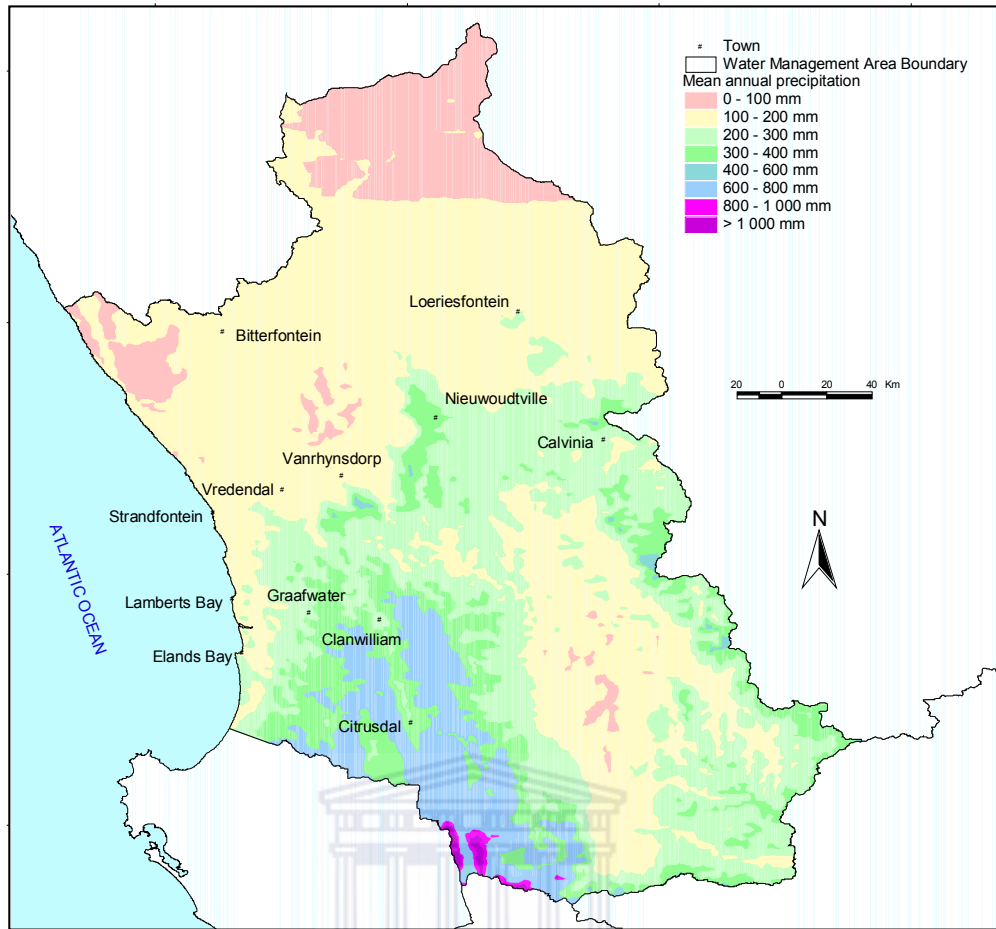 # Town
Water Management Area Boundary
Mean annual precipitation
0 - 100 mm
100 - 200 mm
200 - 300 mm
300 - 400 mm
400 - 600 mm
600 - 800 mm
800 - 1 000 mm
> 1 000 mm
Loeriesfontein
Bitterfontein
20 0 20 40 Km
Nieuwoudtville
Calvinia
Vanrhynsdorp
Vredendal
Strandfontein
N
ATLANTIC OCEAN
Graafwater
Lamberts Bay
Clanwilliam
Elands Bay
Citrusdal